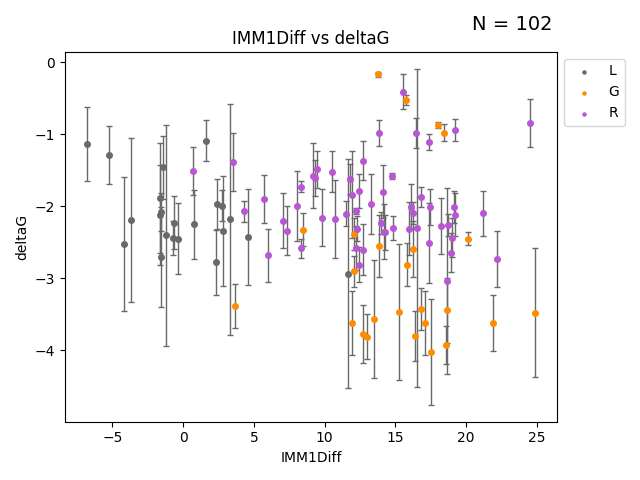 N = 102
IMM1Diff vs deltaG
L
G
R
0
−1
−2
−3
−4
deltaG
−5 0 5 10 15 20 25
IMM1Diff